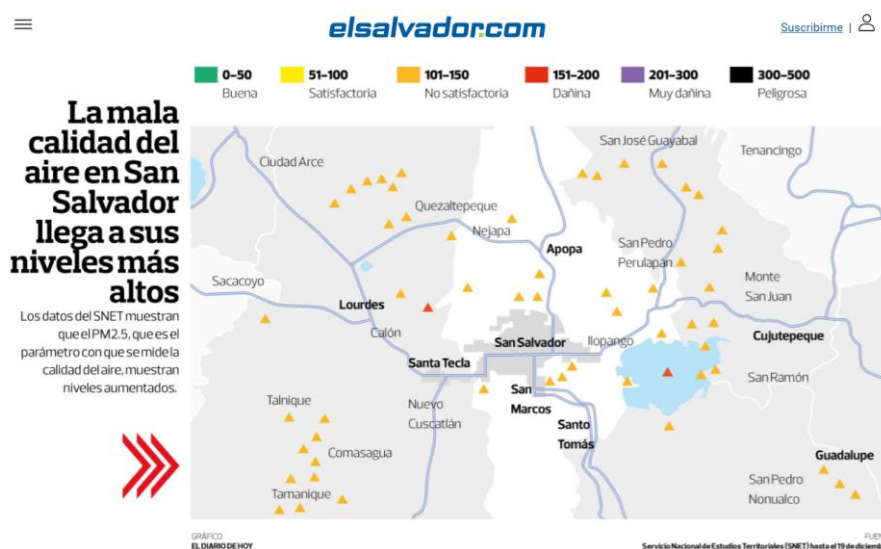 elsalvador.com
Suscribirme |
0–50
Buena
51–100
Satisfactoria
101–150
No satisfactoria
151–200
Dañina
201–300
Muy dañina
300–500
Peligrosa
La mala
calidad del
aire en San
Salvador
llega a sus
niveles más
altos
Los datos del SNET muestran
que el PM2.5, que es el
parámetro con que se mide la
calidad del aire, muestran
niveles aumentados.
San José Guayabal
Tenancingo
Ciudad Arce
Quezaltepeque
Nejapa
Apopa
San Pedro
Perulapán
Sacacoyo
Monte
San Juan
Lourdes
Calón
San Salvador
Ilopango
Cujutepeque
Santa Tecla
San Ramón
San
Marcos
Nuevo
Cuscatlán
Talnique
Santo
Tomás
Comasagua
Guadalupe
Tamanique
San Pedro
Nonualco
GRÁFICO
EL DIARIO DE HOY
FUEN
Servicio Nacional de Estudios Territoriales (SNET) hasta el 19 de diciemb